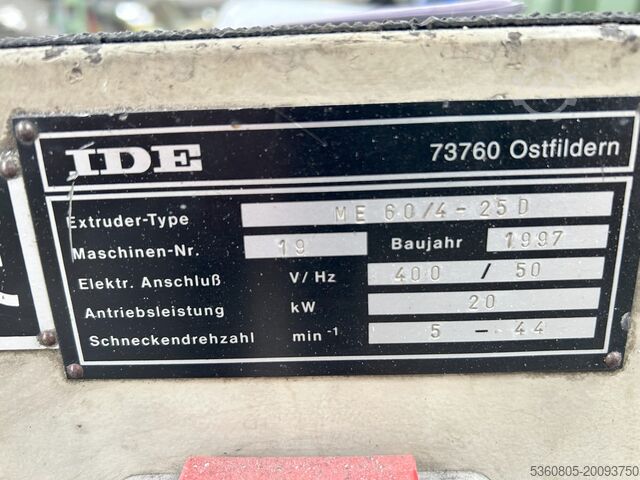 IDE 73760 Ostfildern
Extruder-Type ME 60/4-25D
Maschinen-Nr. 19 Baujahr 1997
Elektr. Anschluß V/Hz 400 / 50
Antriebsleistung kW 20
Schneckendrehzahl min⁻¹ 5 - 44
5360805-20093750